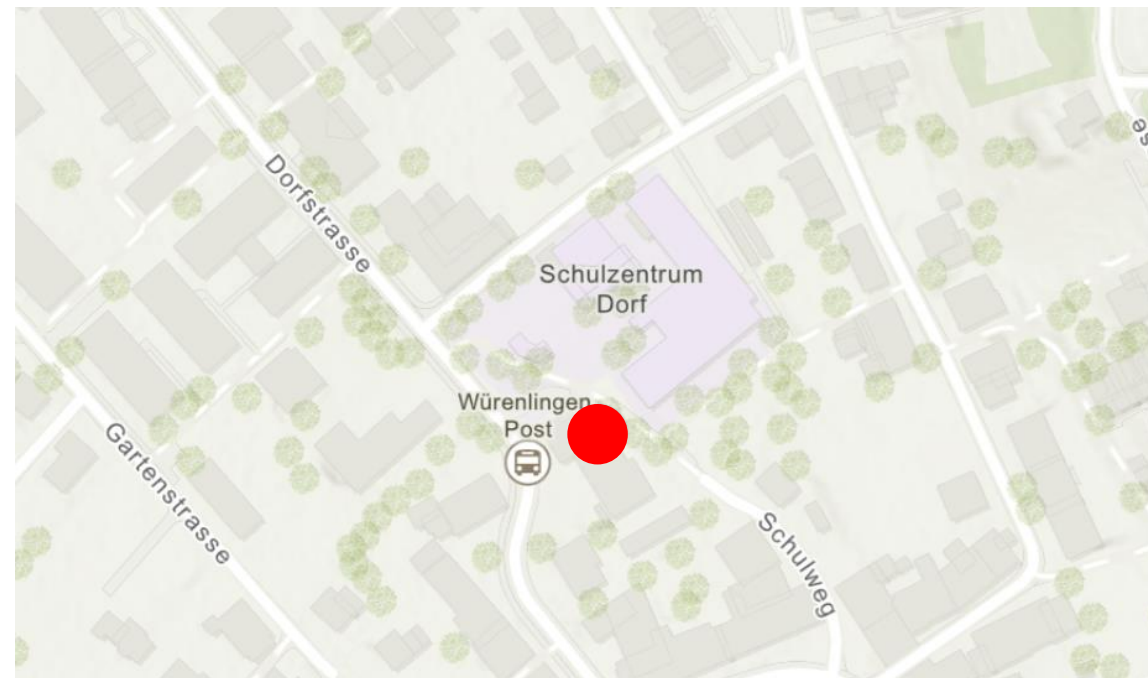 Dorfstrasse
Schulzentrum
Dorf
Würenlingen
Post
Gartenstrasse
Schulweg